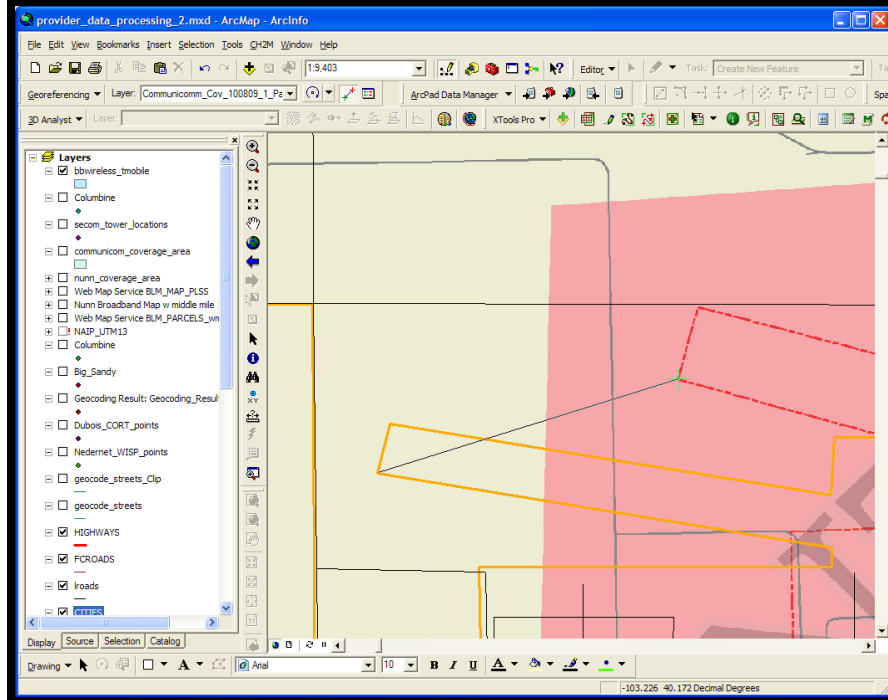 provider_data_processing_2.mxd - ArcMap - ArcInfo
File Edit View Bookmarks Insert Selection Tools CH2M Window Help
1:9,403 Editor Task: Create New Feature
Georeferencing Layer: Communicomm_Cov_100809_1_Pa ArcPad Data Manager Spa
3D Analyst Layer: XTools Pro
Layers
bbwireless_tmobile
Columbine
secom_tower_locations
communicom_coverage_area
nunn_coverage_area
Web Map Service BLM_MAP_PLSS
Nunn Broadband Map w middle mile
Web Map Service BLM_PARCELS_wm
NAIP_UTM13
Columbine
Big_Sandy
Geocoding Result: Geocoding_Resul
Dubois_CORT_points
Nedernet_WISP_points
geocode_streets_Clip
geocode_streets
HIGHWAYS
FCROADS
lroads
CITIES
Display Source Selection Catalog
Drawing A Arial 10 B I U A
-103.226 40.172 Decimal Degrees